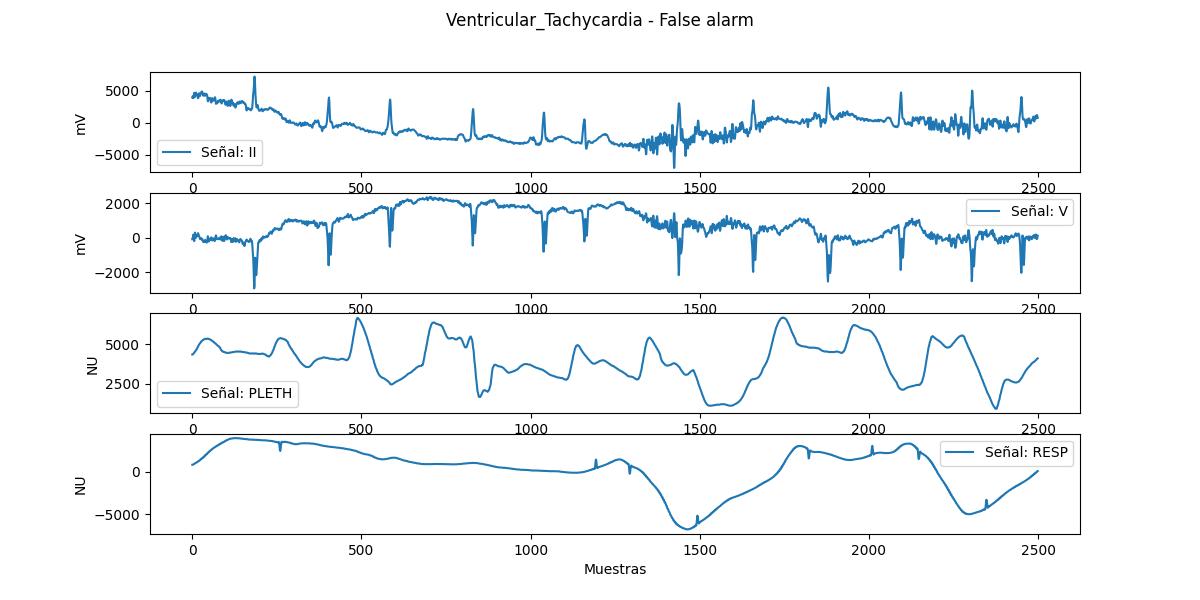 Ventricular_Tachycardia - False alarm
5000
0
−5000
mV
Señal: II
0 500 1000 1500 2000 2500
2000
0
−2000
mV
Señal: V
0 500 1000 1500 2000 2500
5000
2500
NU
Señal: PLETH
0 500 1000 1500 2000 2500
0
−5000
NU
Señal: RESP
0 500 1000 1500 2000 2500
Muestras